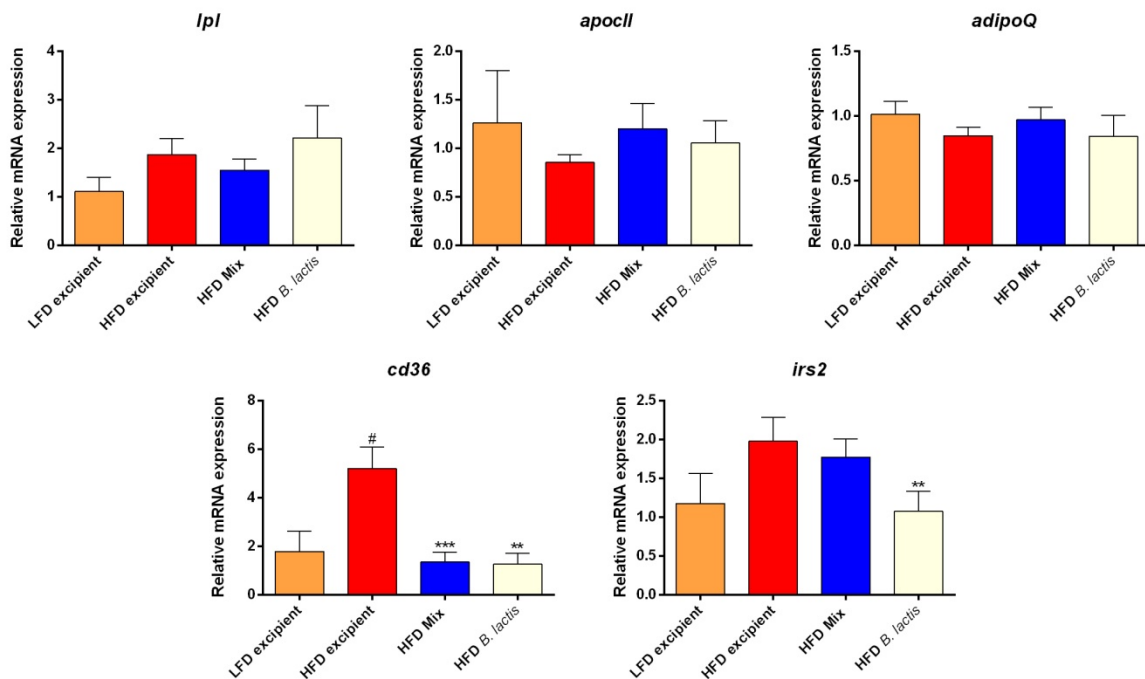 lpl
Relative mRNA expression
4
3
2
1
0
LFD excipient
HFD excipient
HFD Mix
HFD B. lactis
apocII
Relative mRNA expression
2.0
1.5
1.0
0.5
0.0
LFD excipient
HFD excipient
HFD Mix
HFD B. lactis
adipoQ
Relative mRNA expression
1.5
1.0
0.5
0.0
LFD excipient
HFD excipient
HFD Mix
HFD B. lactis
cd36
Relative mRNA expression
8
6
4
2
0
#
***
**
LFD excipient
HFD excipient
HFD Mix
HFD B. lactis
irs2
Relative mRNA expression
2.5
2.0
1.5
1.0
0.5
0.0
**
LFD excipient
HFD excipient
HFD Mix
HFD B. lactis